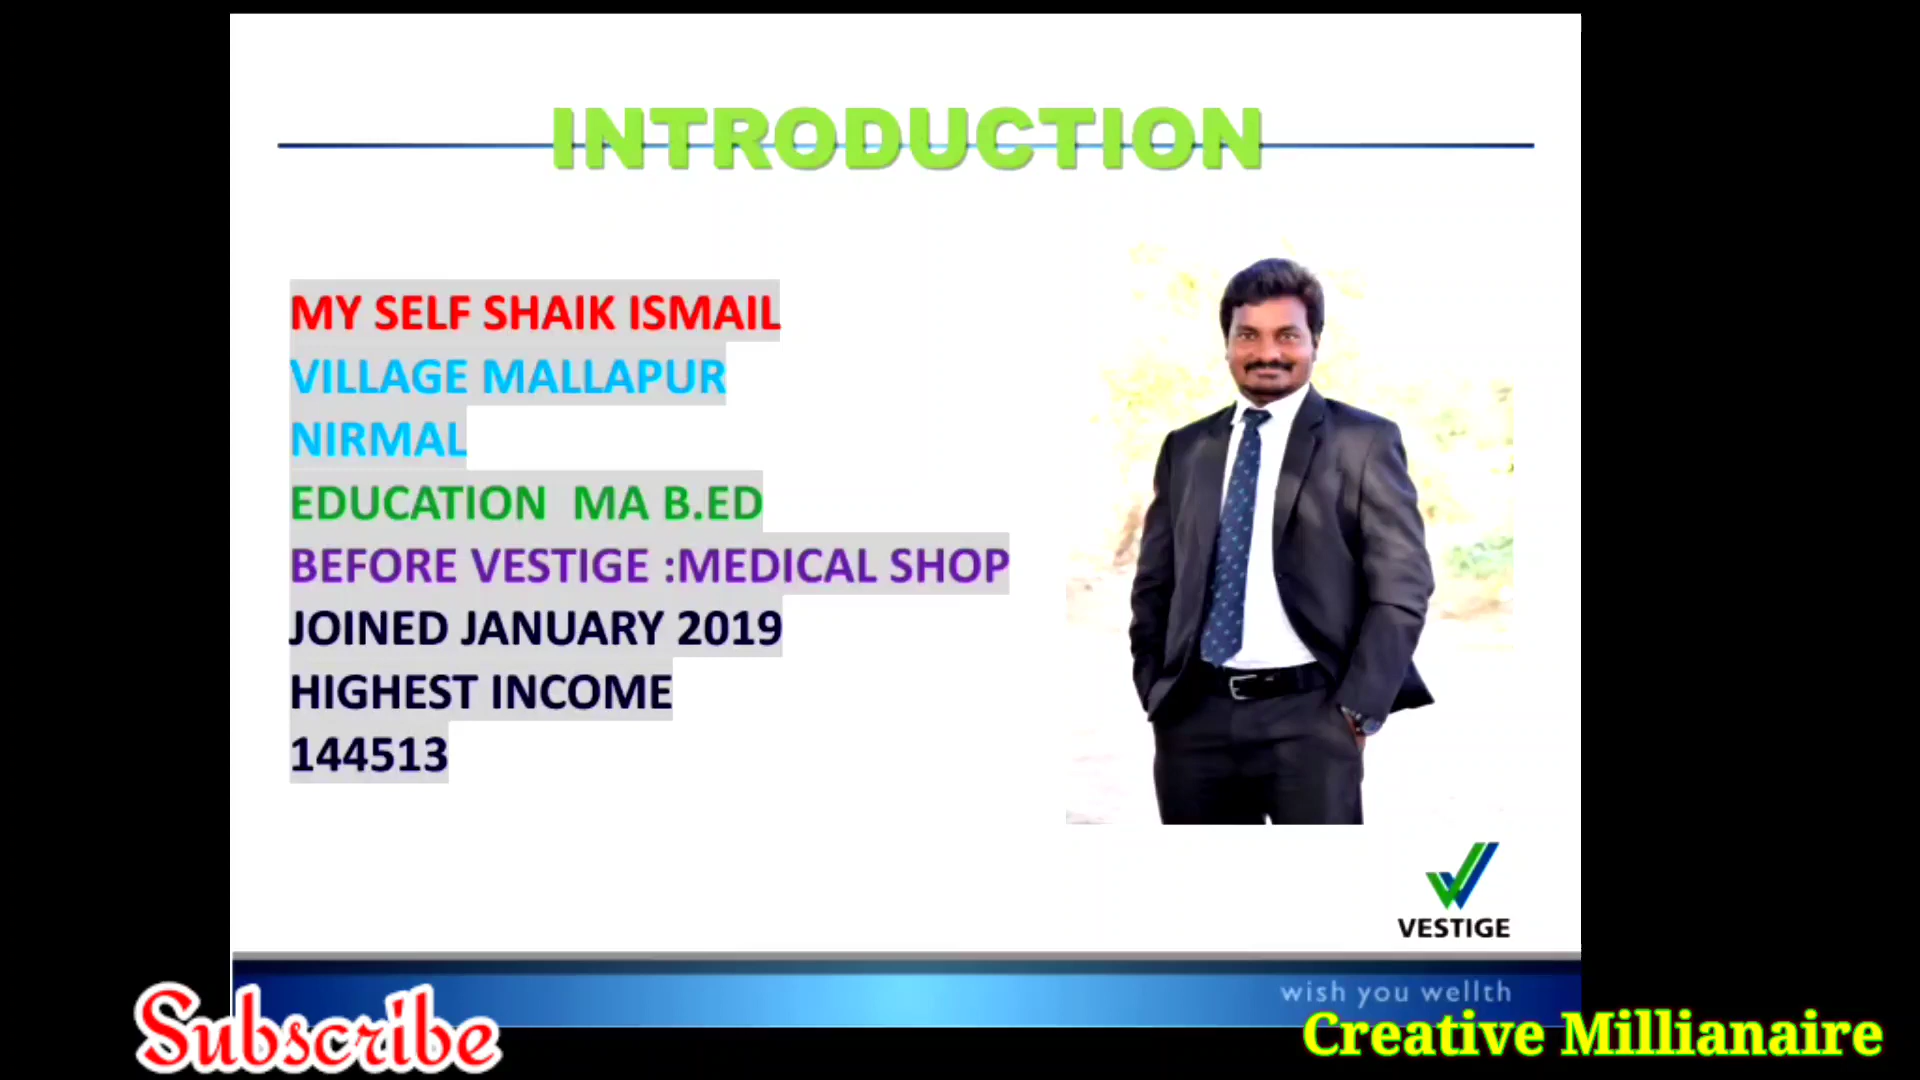 INTRODUCTION
MY SELF SHAIK ISMAIL
VILLAGE MALLAPUR
NIRMAL
EDUCATION  MA B.ED
BEFORE VESTIGE :MEDICAL SHOP
JOINED JANUARY 2019
HIGHEST INCOME
144513
VESTIGE
wish you wellth
Subscribe
Creative Millianaire